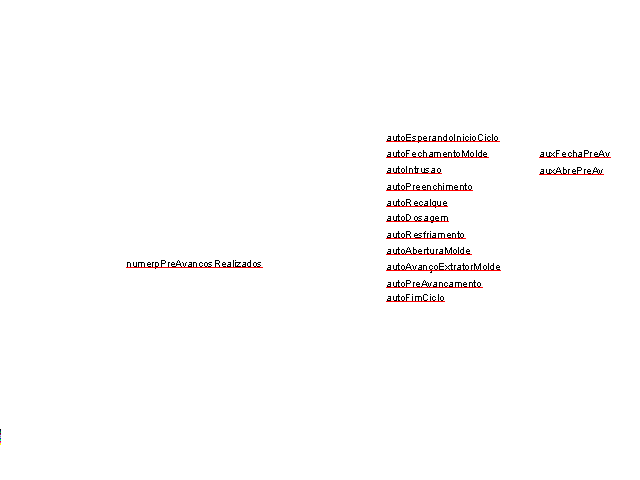 autoEsperandoInicioCiclo
autoFechamentoMolde auxFechaPreAv
autoIntrusao auxAbrePreAv
autoPreenchimento
autoRecalque
autoDosagem
autoResfriamento
autoAberturaMolde
numerpPreAvancosRealizados autoAvançoExtratorMolde
autoPreAvancamento
autoFimCiclo